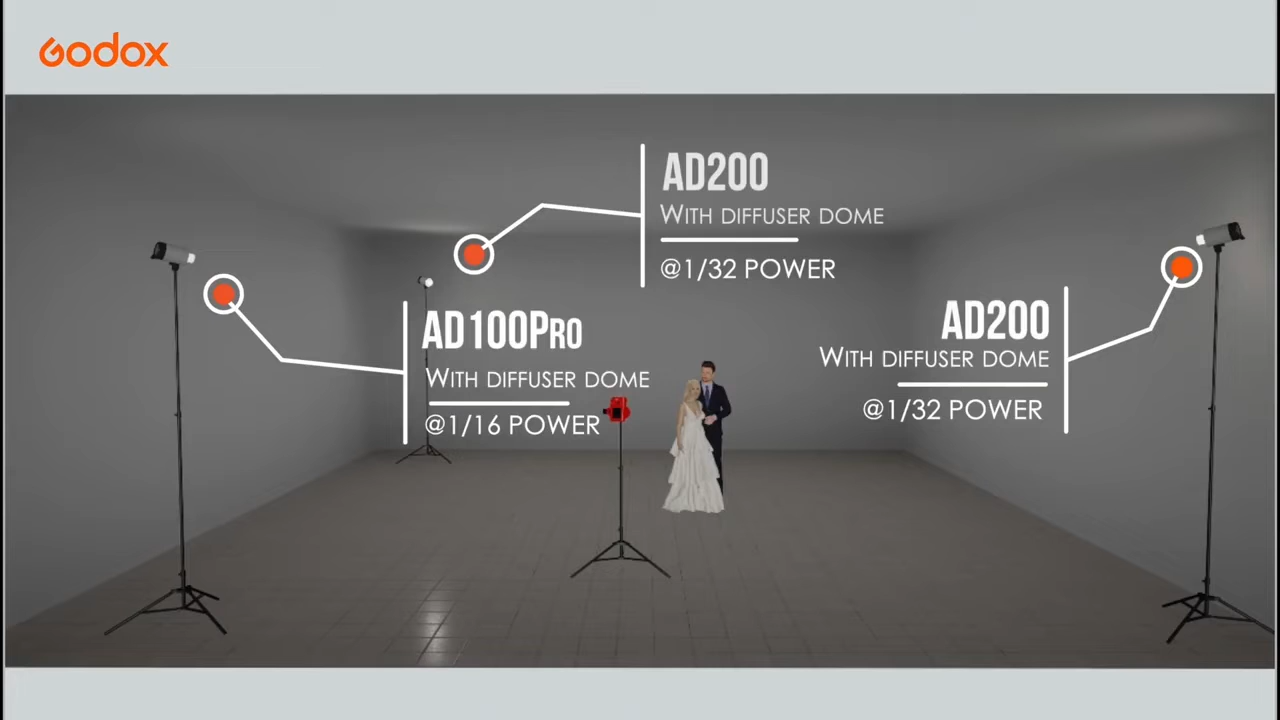 Godox
AD200
WITH DIFFUSER DOME
@1/32 POWER
AD100PRO
WITH DIFFUSER DOME
@1/16 POWER
AD200
WITH DIFFUSER DOME
@1/32 POWER